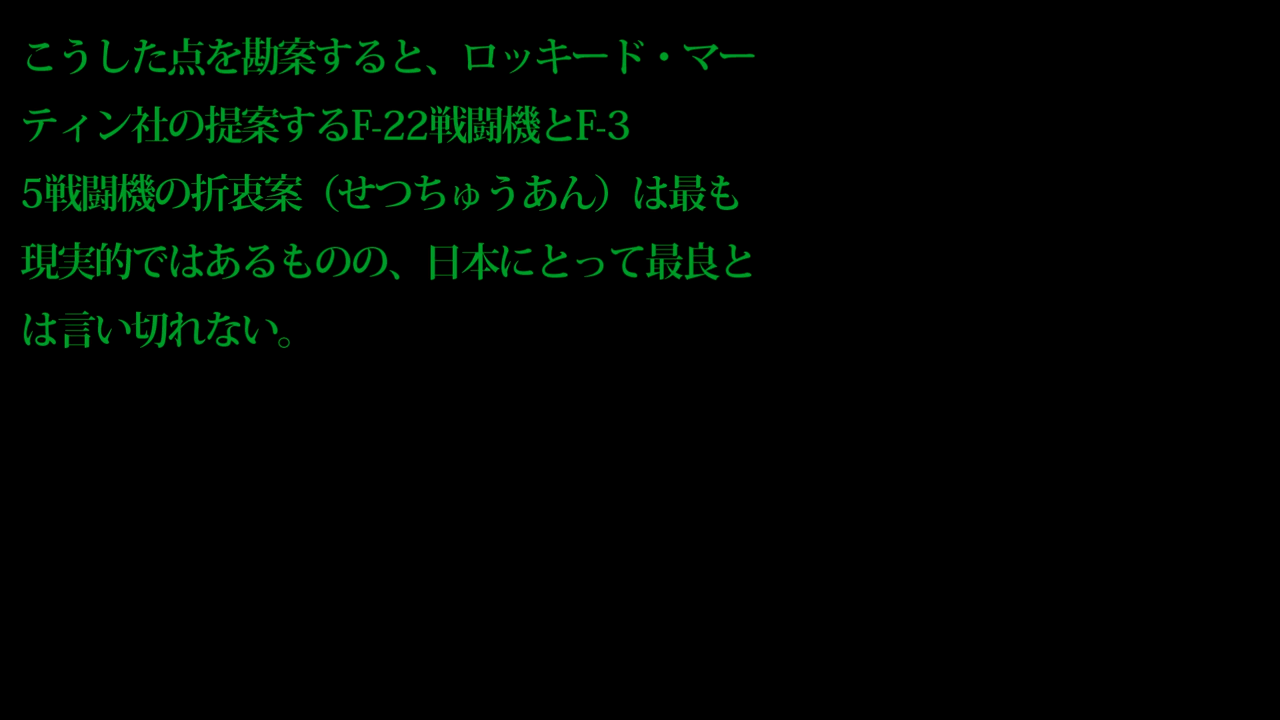 こうした点を勘案すると、ロッキード・マー
ティン社の提案するF-22戦闘機とF-3
5戦闘機の折衷案（せつちゅうあん）は最も
現実的ではあるものの、日本にとって最良と
は言い切れない。